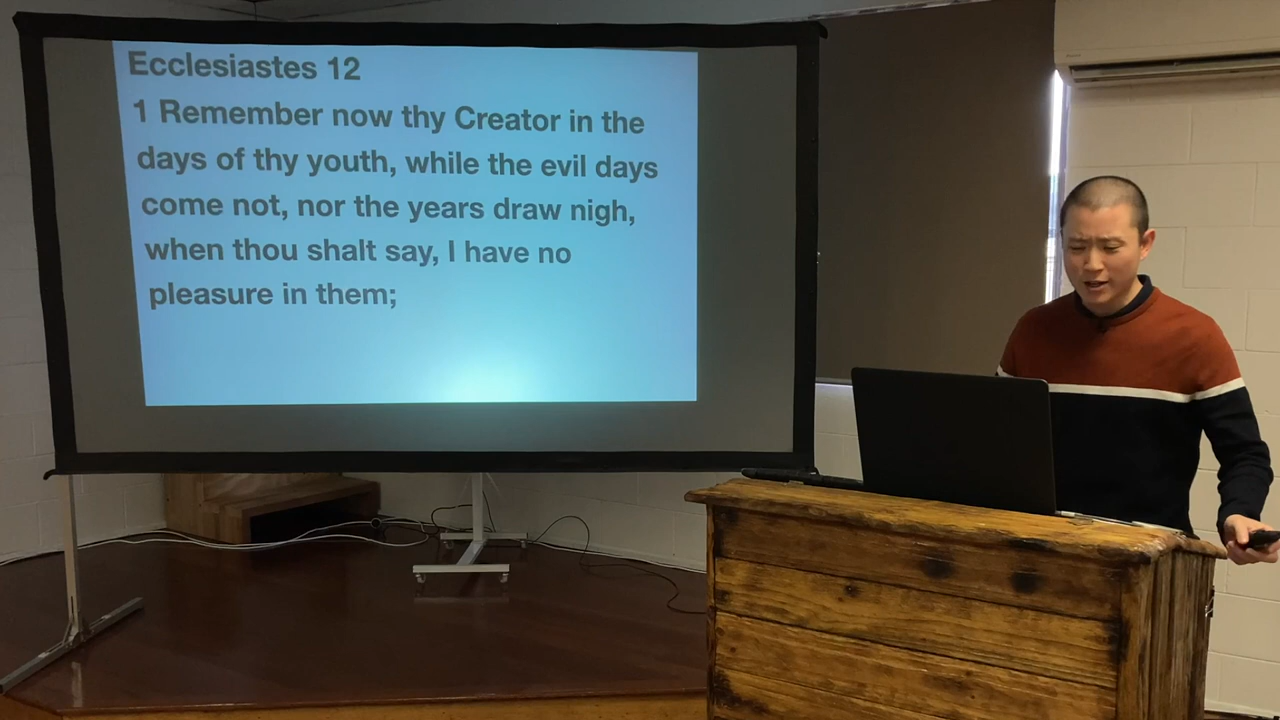 Ecclesiastes 12
1 Remember now thy Creator in the
days of thy youth, while the evil days
come not, nor the years draw nigh,
when thou shalt say, I have no
pleasure in them;